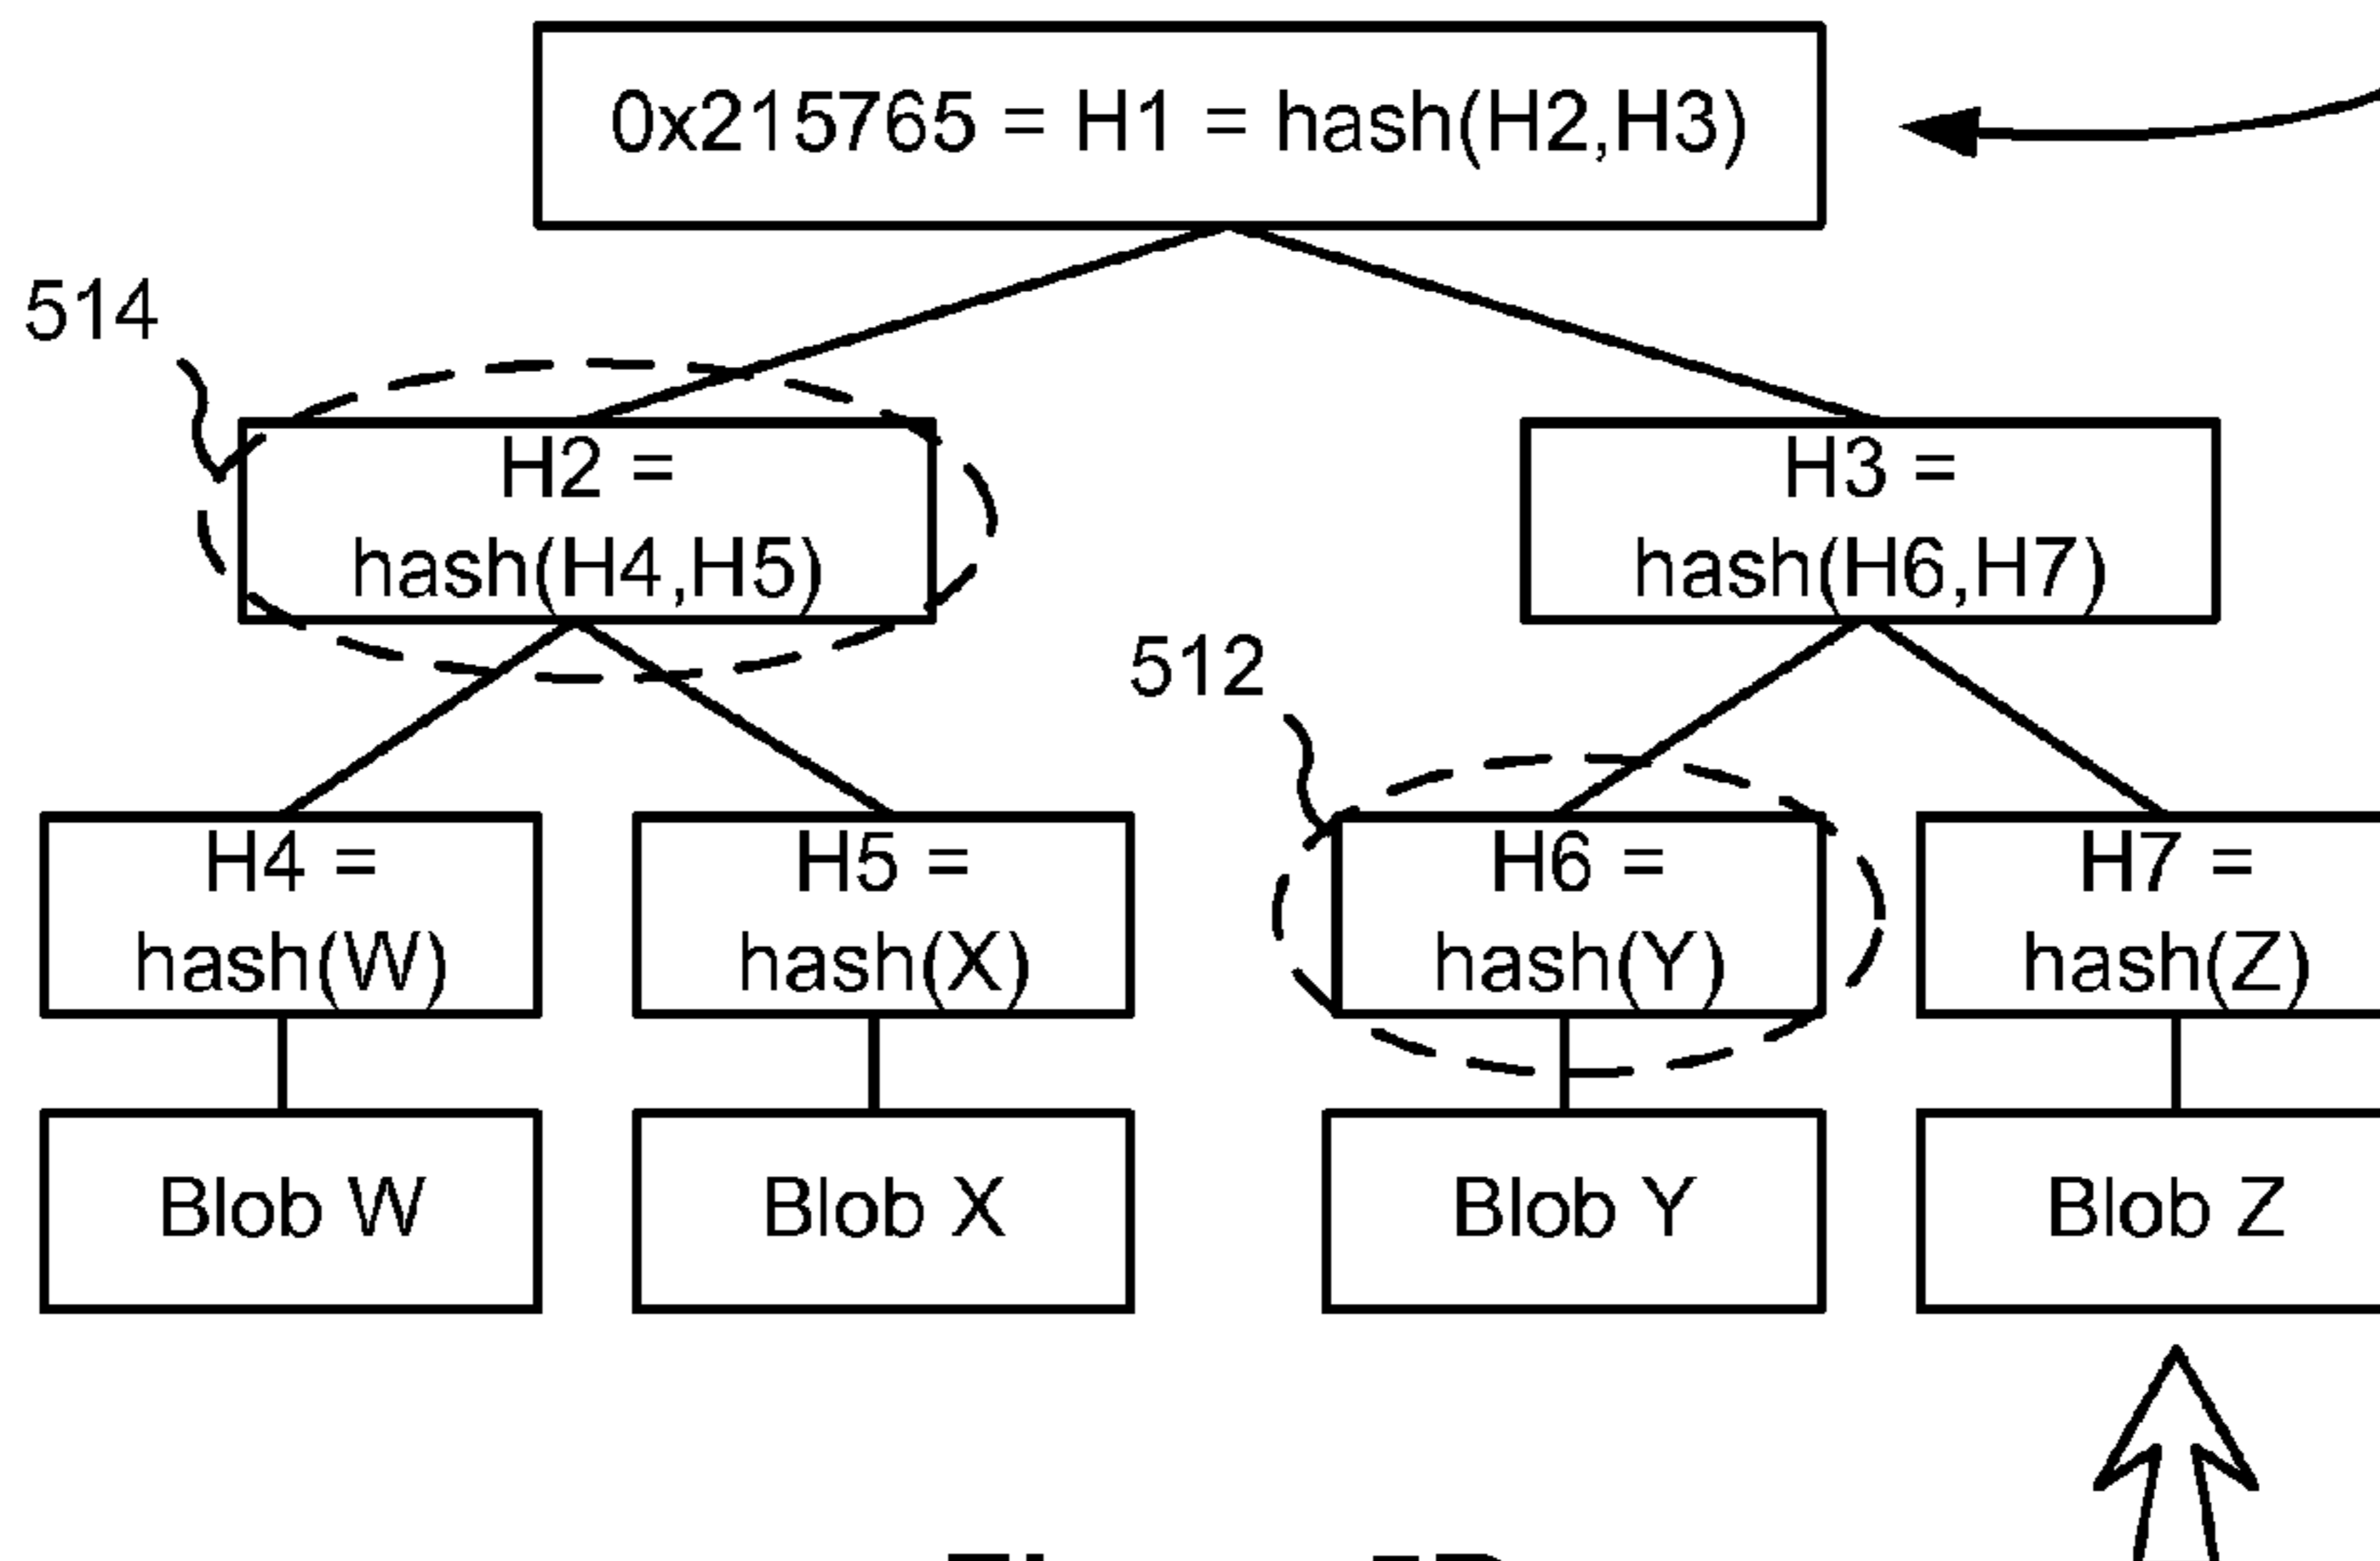 0x215765 = H1 = hash(H2,H3)
514
H2 =
hash(H4,H5)
H3 =
hash(H6,H7)
512
H4 =
hash(W)
H5 =
hash(X)
H6 =
hash(Y)
H7 =
hash(Z)
Blob W
Blob X
Blob Y
Blob Z